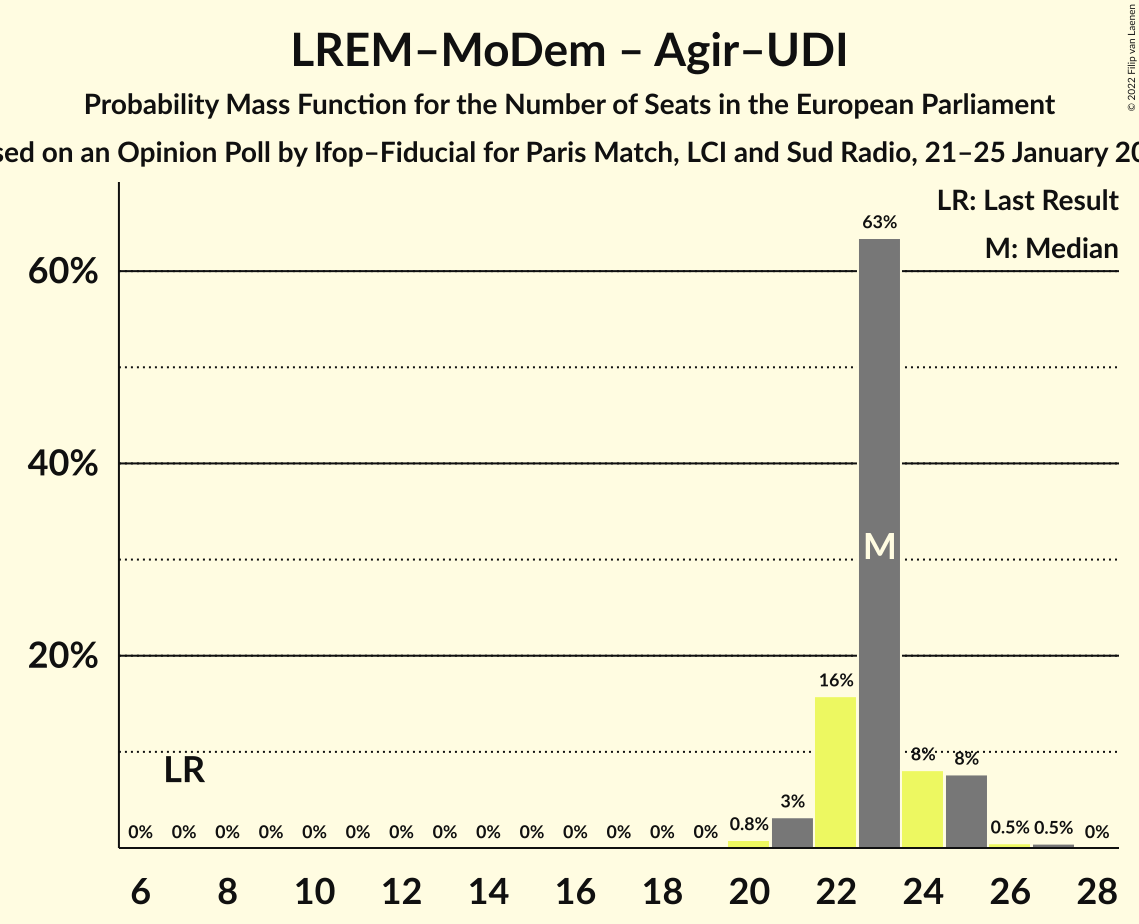 LREM–MoDem – Agir–UDI
Probability Mass Function for the Number of Seats in the European Parliament
on an Opinion Poll by Ifop–Fiducial for Paris Match, LCI and Sud Radio, 21–25 January
© 2022 Filip van Laenen
LR: Last Result
M: Median
63%
60%
40%
M
20%
16%
LR
8% 8%
3%
0% 0% 0% 0% 0% 0% 0% 0% 0% 0% 0% 0% 0% 0% 0.8% 0.5% 0.5% 0%
6 8 10 12 14 16 18 20 22 24 26 28